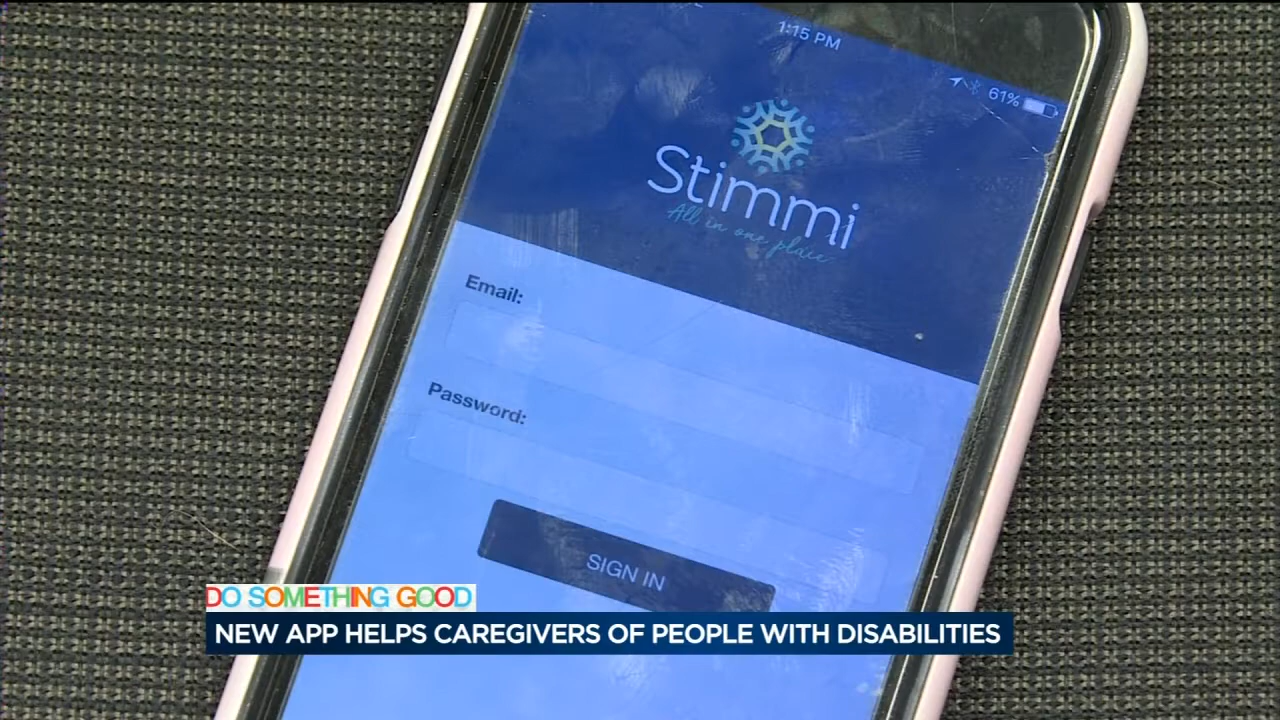 1:15 PM
61%
Stimmi
All in one place
Email:
Password:
SIGN IN
DO SOMETHING GOOD
NEW APP HELPS CAREGIVERS OF PEOPLE WITH DISABILITIES